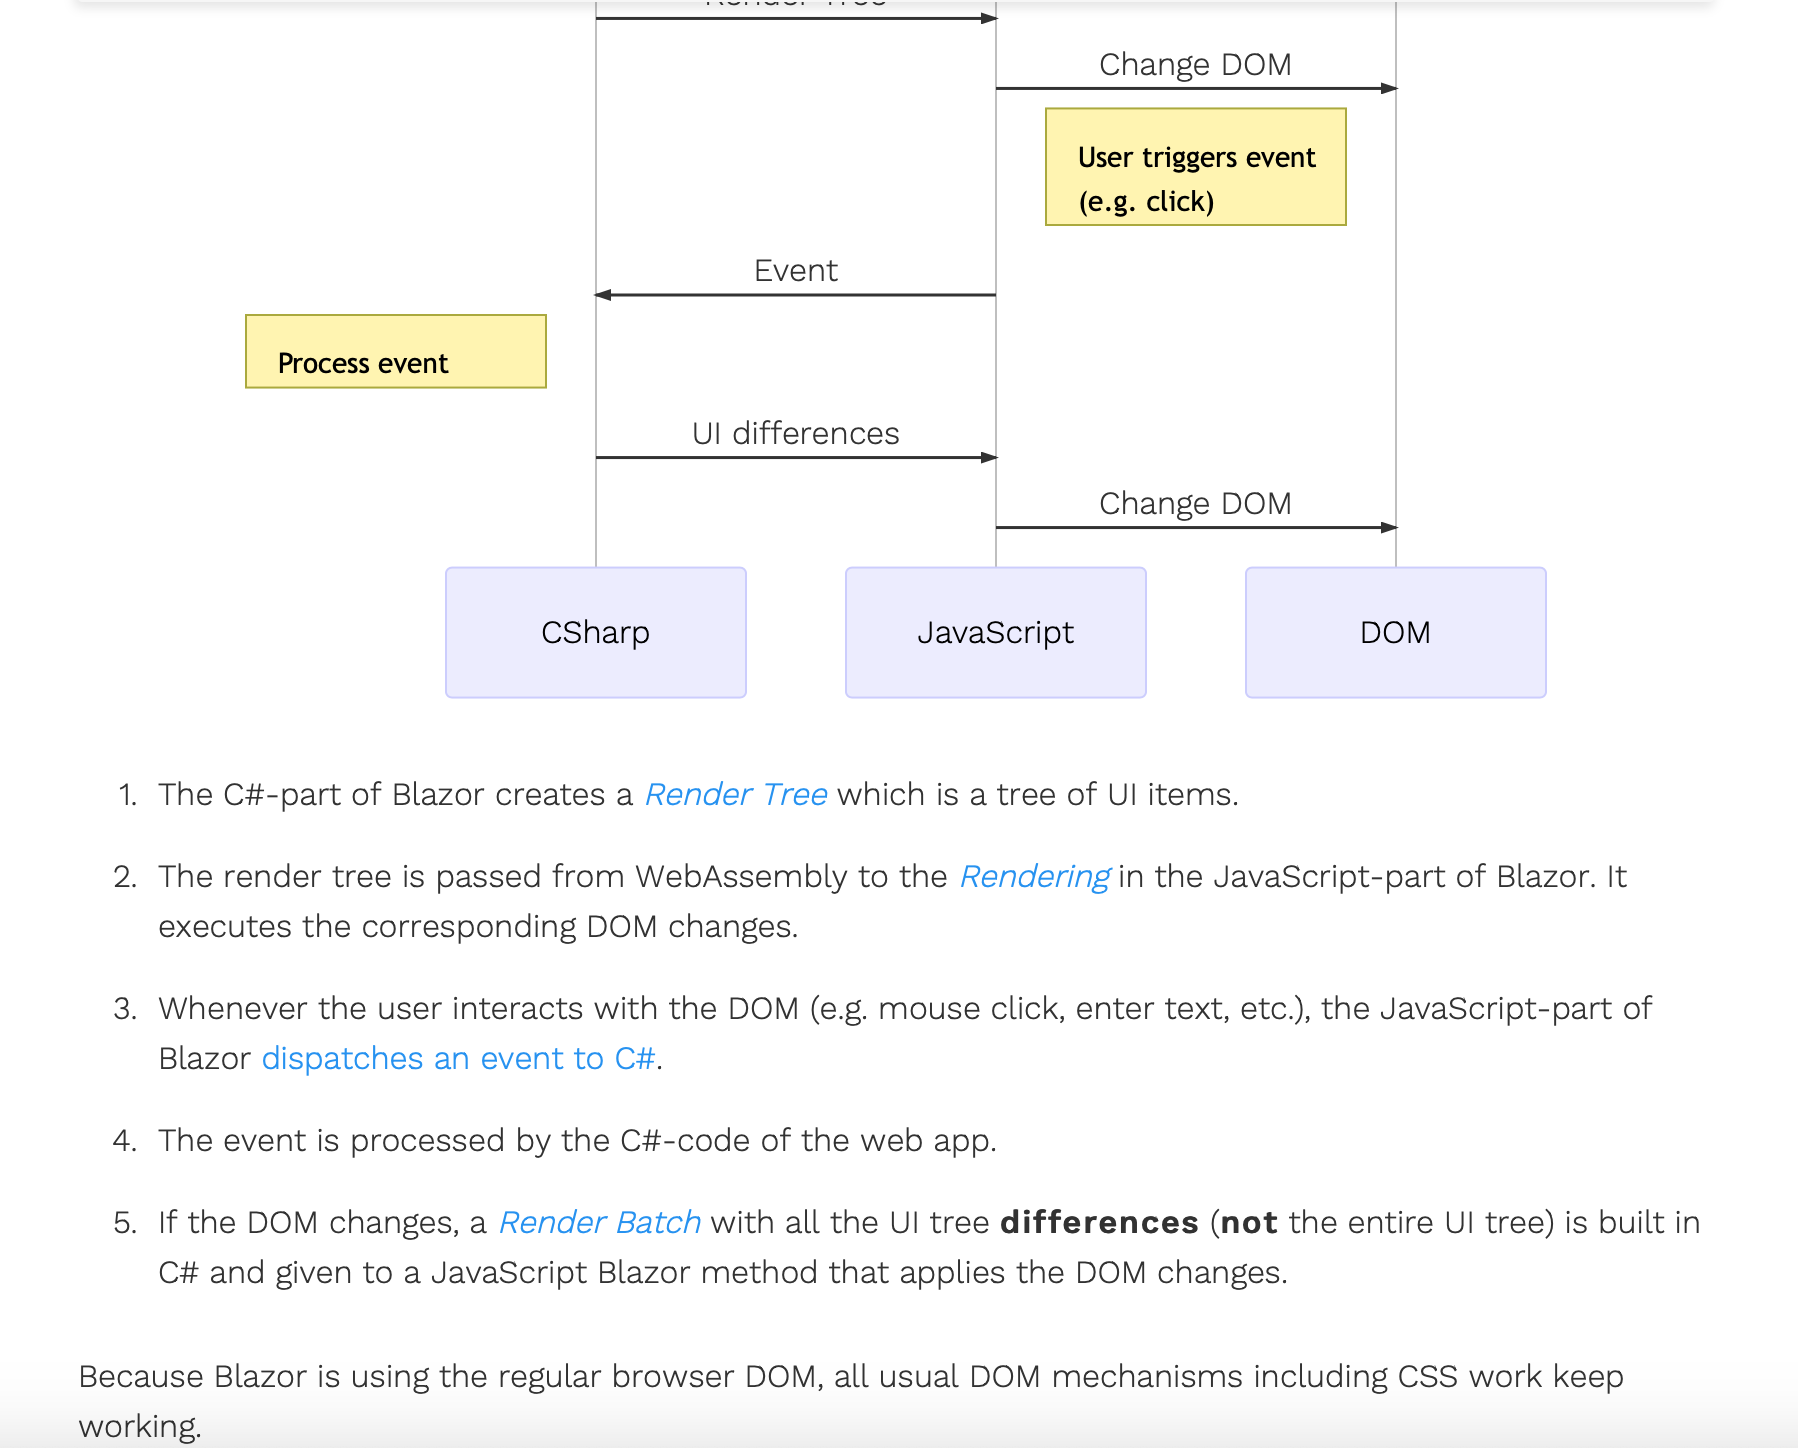 Render Tree
Change DOM
User triggers event
(e.g. click)
Event
Process event
UI differences
Change DOM
CSharp
JavaScript
DOM
1. The C#-part of Blazor creates a Render Tree which is a tree of UI items.
2. The render tree is passed from WebAssembly to the Rendering in the JavaScript-part of Blazor. It
executes the corresponding DOM changes.
3. Whenever the user interacts with the DOM (e.g. mouse click, enter text, etc.), the JavaScript-part of
Blazor dispatches an event to C#.
4. The event is processed by the C#-code of the web app.
5. If the DOM changes, a Render Batch with all the UI tree differences (not the entire UI tree) is built in
C# and given to a JavaScript Blazor method that applies the DOM changes.
Because Blazor is using the regular browser DOM, all usual DOM mechanisms including CSS work keep
working.